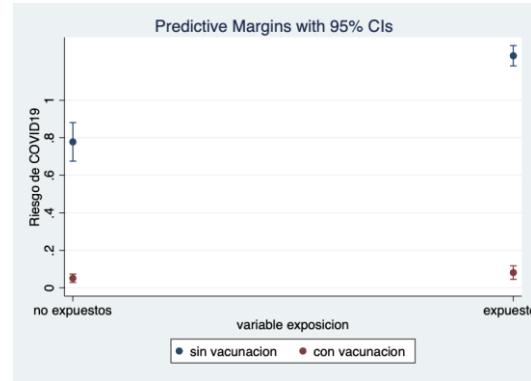 Predictive Margins with 95% CIs
Riesgo de COVID19
1
.8
.6
.4
.2
0
no expuestos
expuesto
variable exposicion
sin vacunacion
con vacunacion